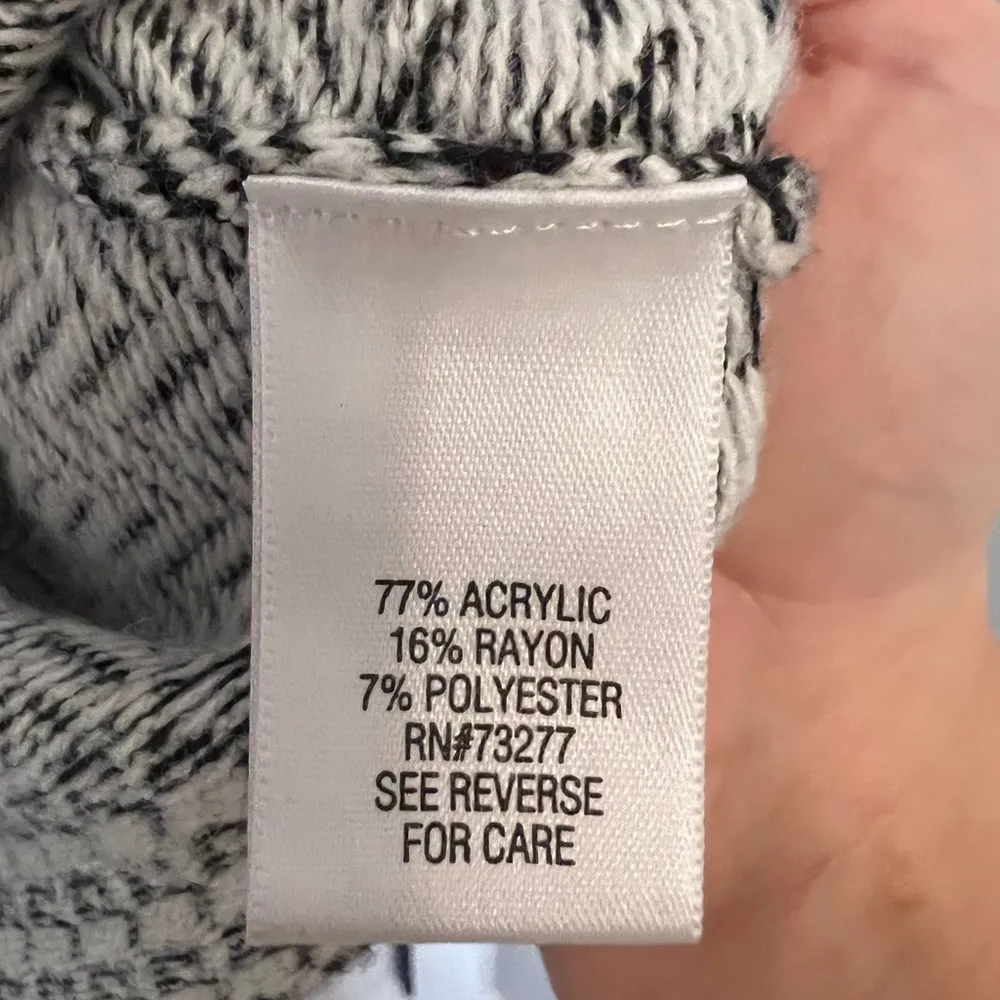 77% ACRYLIC
16% RAYON
7% POLYESTER
RN#73277
SEE REVERSE
FOR CARE